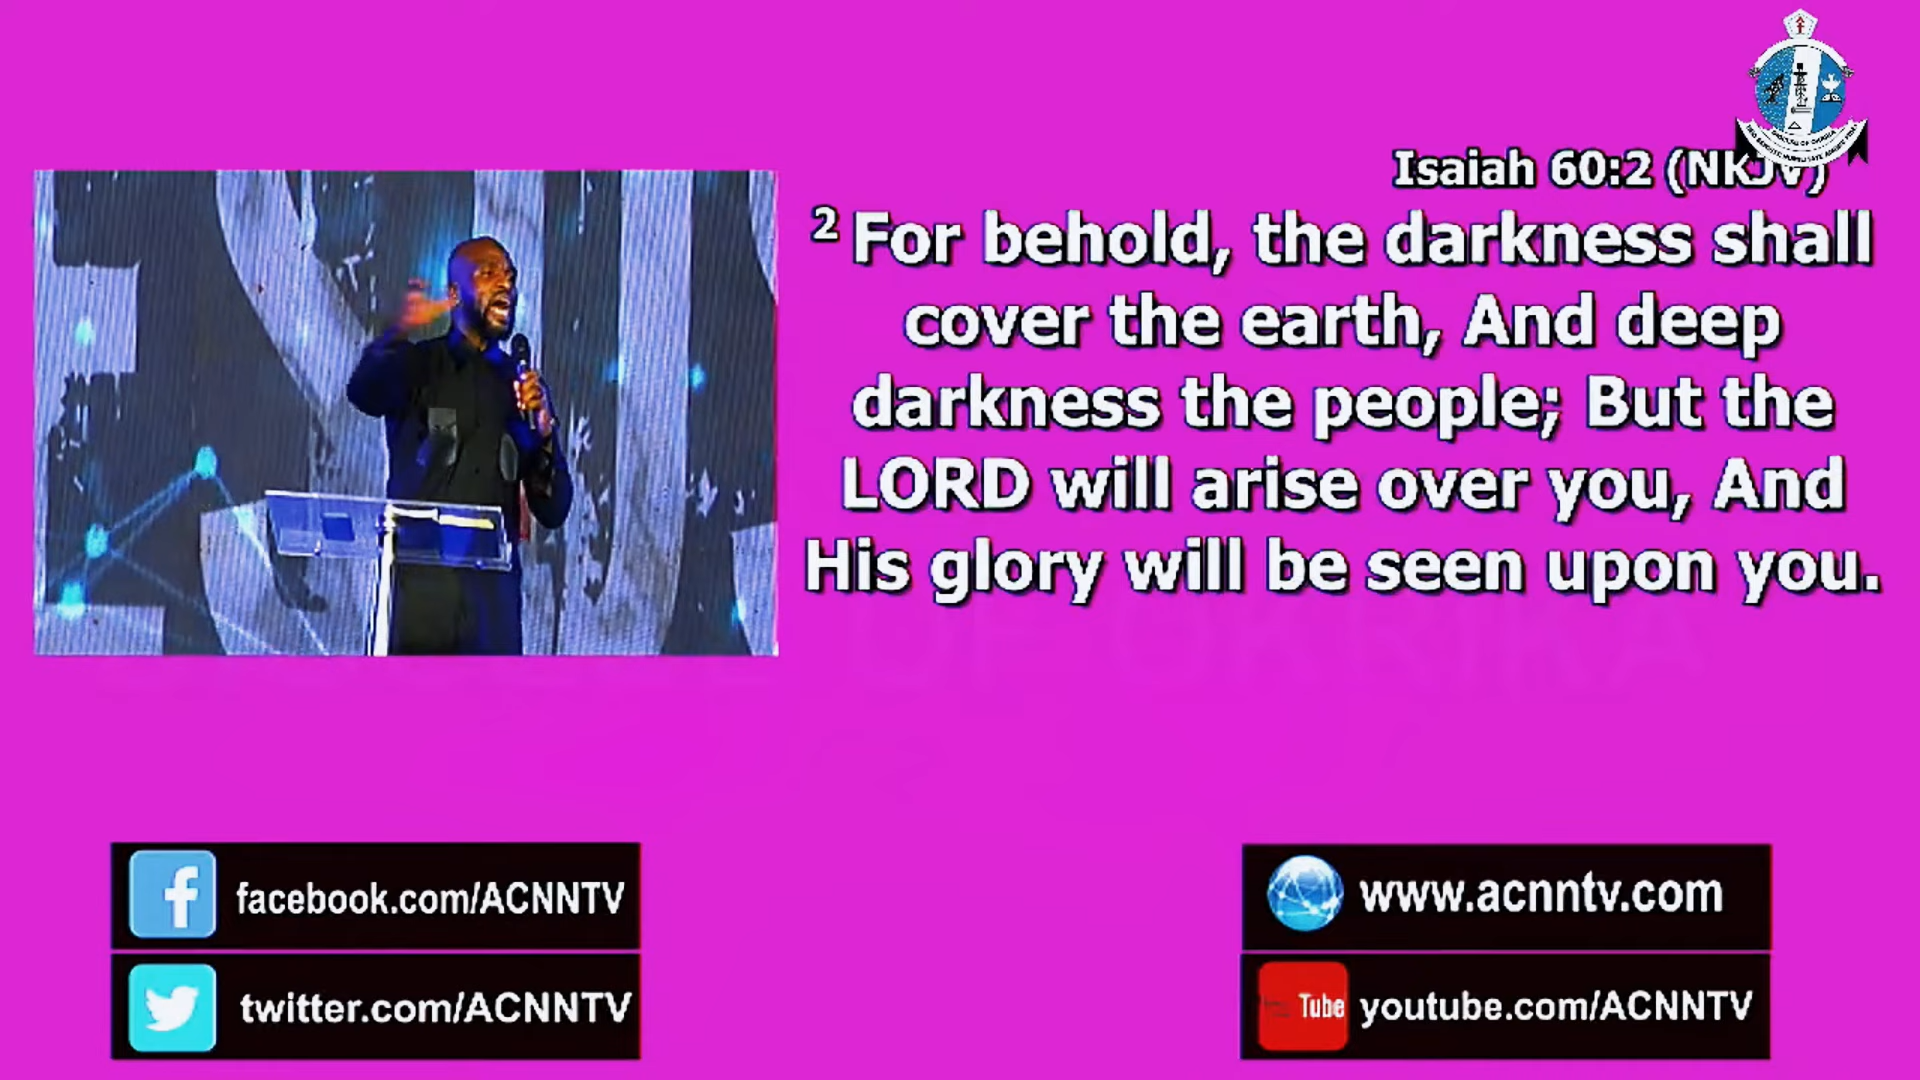 Isaiah 60:2 (NKJV)
2 For behold, the darkness shall
cover the earth, And deep
darkness the people; But the
LORD will arise over you, And
His glory will be seen upon you.
facebook.com/ACNNTV
twitter.com/ACNNTV
www.acnntv.com
Tube youtube.com/ACNNTV